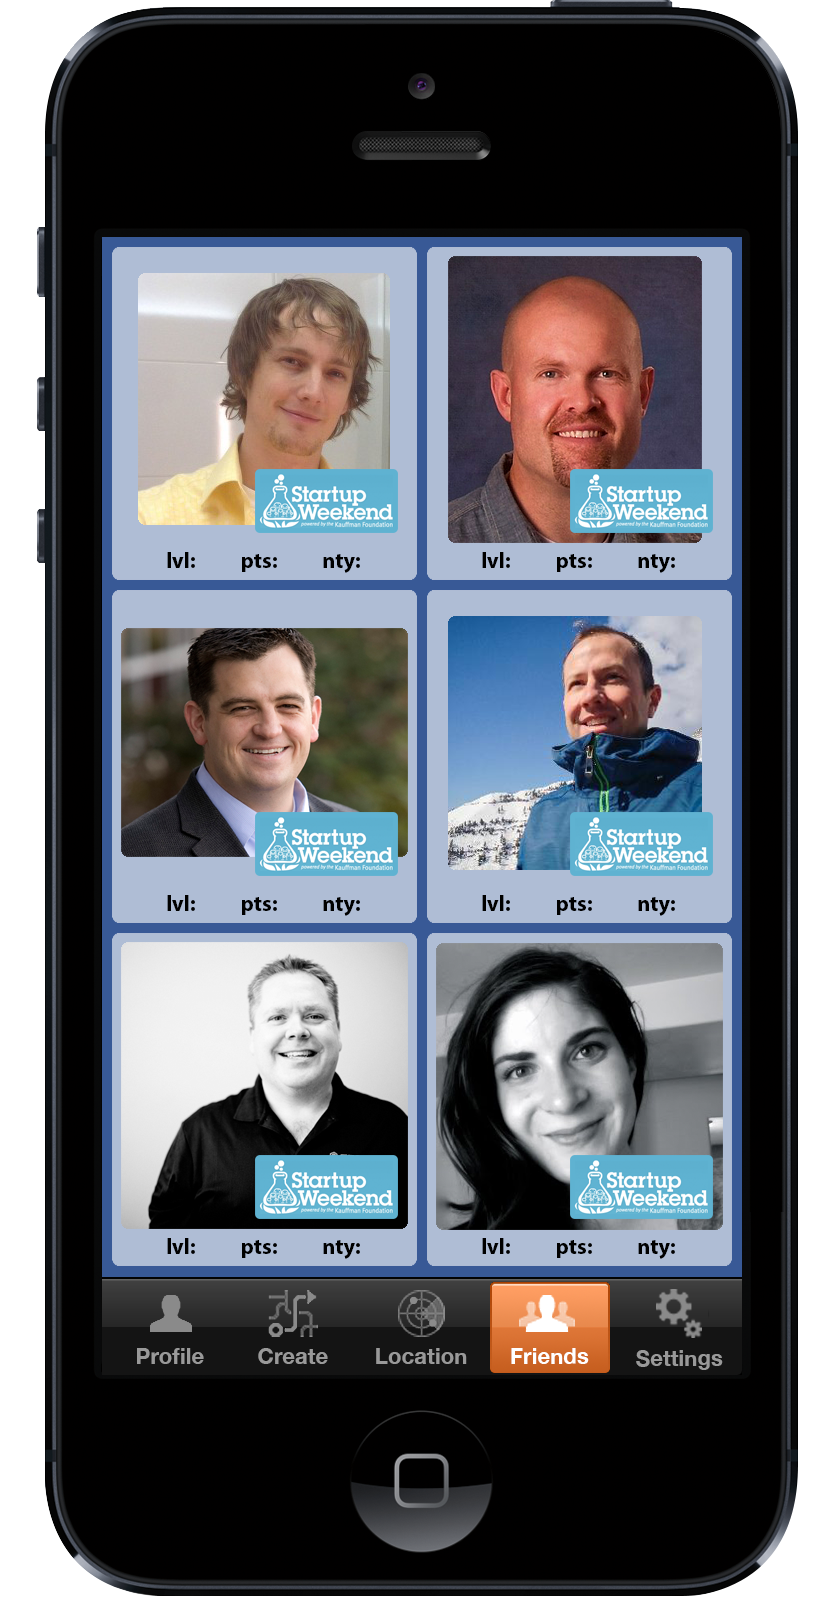 Startup
Weekend
powered by the Kauffman Foundation
Startup
Weekend
powered by the Kauffman Foundation
lvl: pts: nty:
lvl: pts: nty:
Startup
Weekend
powered by the Kauffman Foundation
Startup
Weekend
powered by the Kauffman Foundation
lvl: pts: nty:
lvl: pts: nty:
Startup
Weekend
powered by the Kauffman Foundation
Startup
Weekend
powered by the Kauffman Foundation
lvl: pts: nty:
lvl: pts: nty:
Profile
Create
Location
Friends
Settings